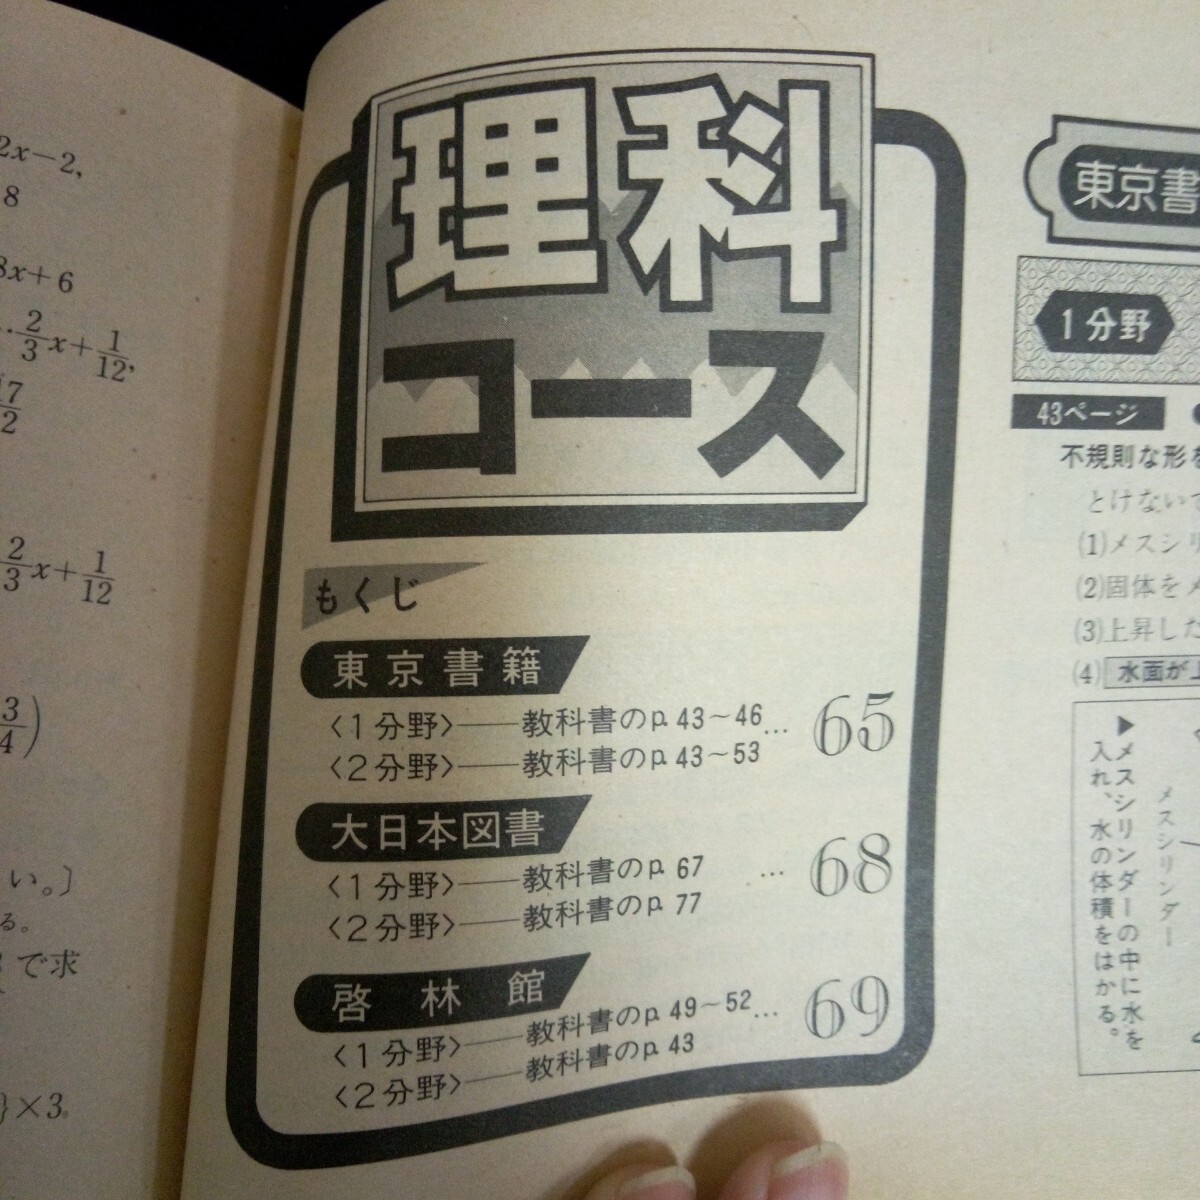 2x−2,
8
8x+6
…2/3x+1/12,
2/3x+1/12
3/4)
い。〕
る。
で求
}×3。
理科
コース
もくじ
東京書籍
〈1分野〉――教科書のp.43〜46… 65
〈2分野〉――教科書のp.43〜53
大日本図書
〈1分野〉――教科書のp.67 … 68
〈2分野〉――教科書のp.77
啓林館
〈1分野〉――教科書のp.49〜52… 69
〈2分野〉――教科書のp.43
東京書
1分野
43ページ
不規則な形を
とけないで
(1)メスシリ
(2)固体をメ
(3)上昇した
(4)水面が上
▶メスシリンダーの中に水を
入れ、水の体積をはかる。
メスシリンダー